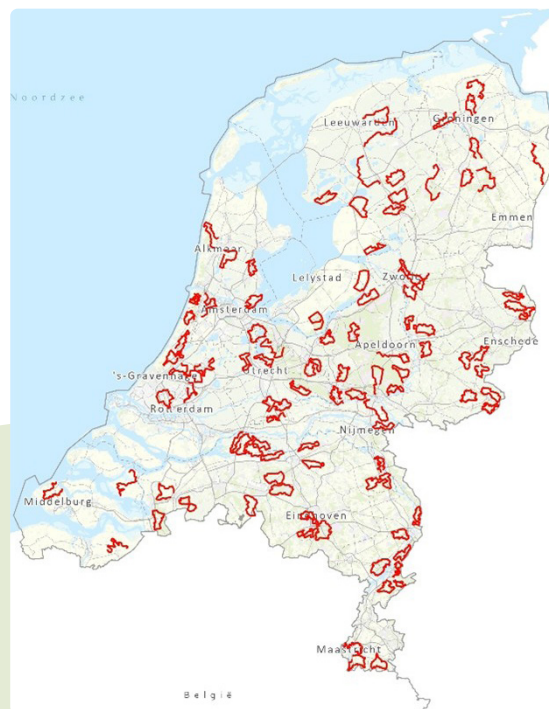 Noordzee
Leeuwarden
Groningen
Emmen
Alkmaar
Lelystad
Zwolle
Amsterdam
Enschede
Apeldoorn
's-Gravenhage
Utrecht
Rotterdam
Nijmegen
Middelburg
Eindhoven
Maastricht
België